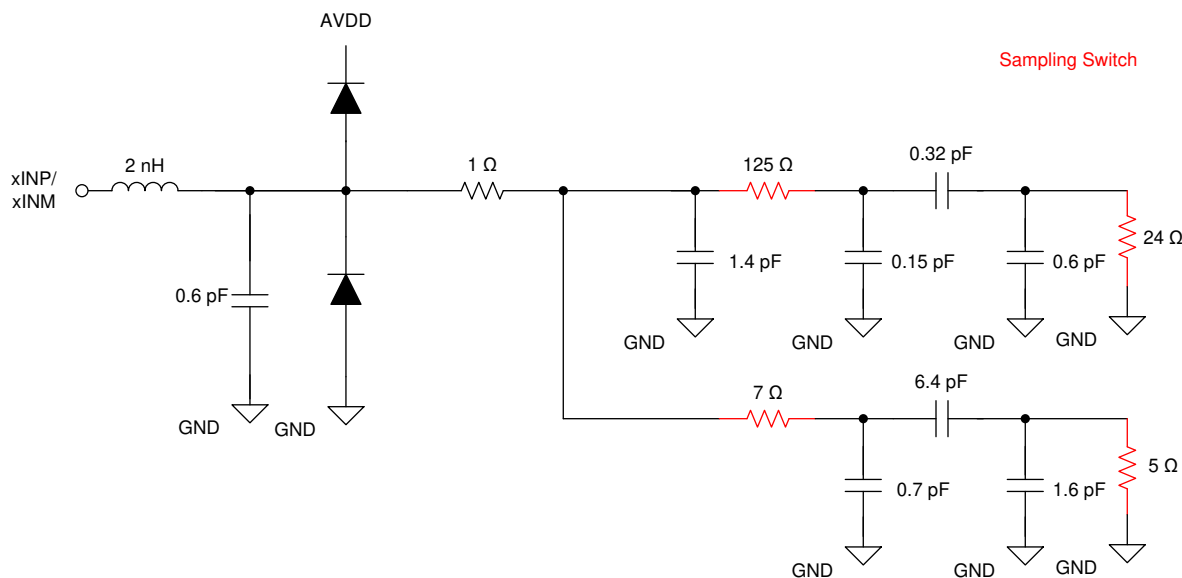 AVDD
Sampling Switch
xINP/
xINM
2 nH
1 Ω
125 Ω
0.32 pF
0.6 pF
1.4 pF
0.15 pF
0.6 pF
24 Ω
GND
GND
GND
GND
7 Ω
6.4 pF
GND
GND
0.7 pF
1.6 pF
5 Ω
GND
GND
GND